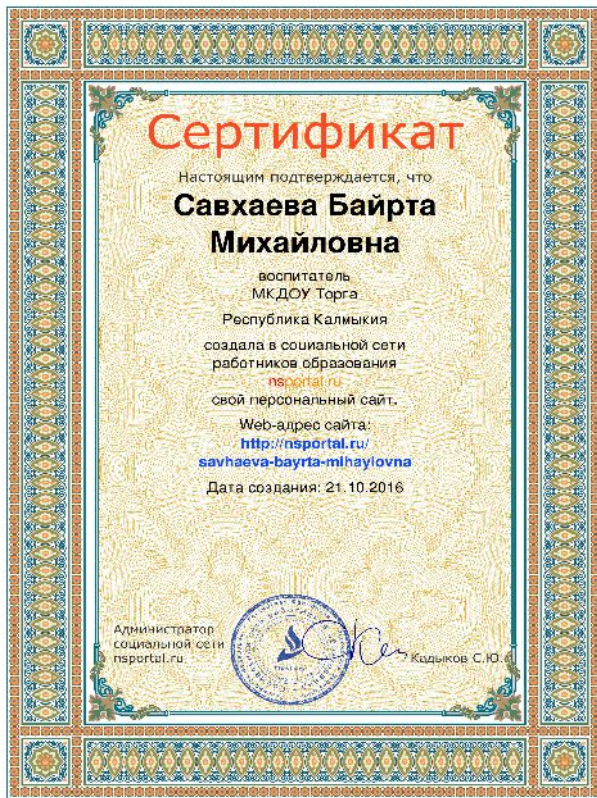 Сертификат
Настоящим подтверждается, что
Савхаева Байрта
Михайловна
воспитатель
МКДОУ Торга
Республика Калмыкия
создала в социальной сети
работников образования
nsportal.ru
свой персональный сайт.
Web-адрес сайта:
http://nsportal.ru/
savhaeva-bayrta-mihaylovna
Дата создания: 21.10.2016
Администратор
социальной сети
nsportal.ru
Кадыков С.Ю.